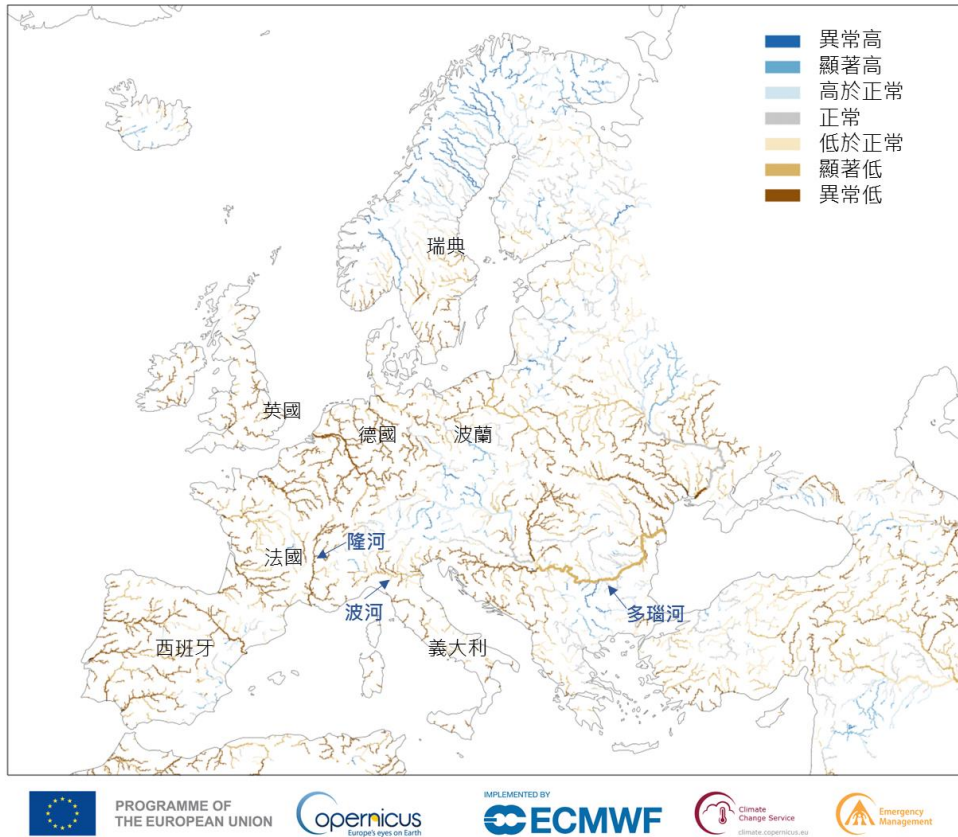 異常高
顯著高
高於正常
正常
低於正常
顯著低
異常低
瑞典
英國
德國
波蘭
隆河
法國
波河
多瑙河
西班牙
義大利
PROGRAMME OF
THE EUROPEAN UNION
Copernicus
Europe's eyes on Earth
IMPLEMENTED BY
ECMWF
Climate
Change Service
climate.copernicus.eu
Emergency
Management